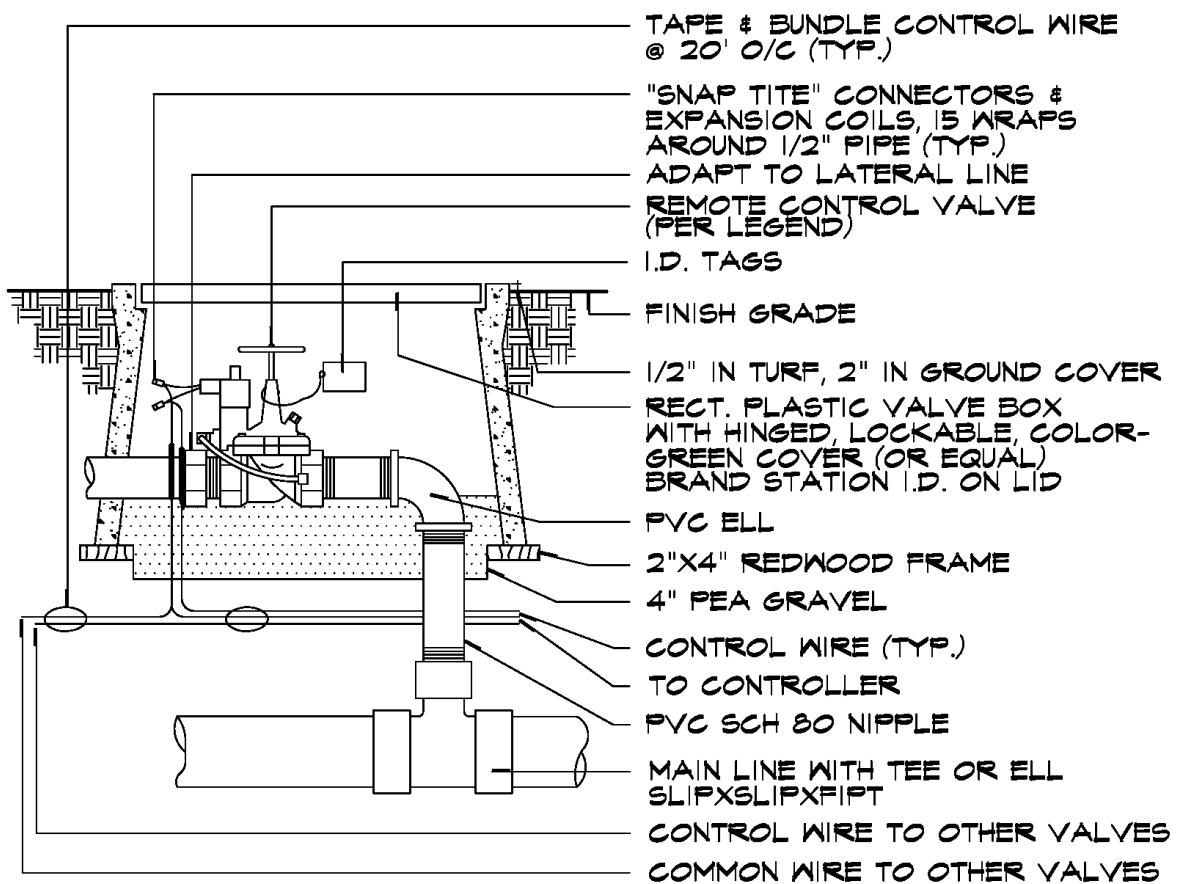 TAPE & BUNDLE CONTROL WIRE
@ 20' O/C (TYP.)
"SNAP TITE" CONNECTORS &
EXPANSION COILS, 15 WRAPS
AROUND 1/2" PIPE (TYP.)
ADAPT TO LATERAL LINE
REMOTE CONTROL VALVE
(PER LEGEND)
I.D. TAGS
FINISH GRADE
1/2" IN TURF, 2" IN GROUND COVER
RECT. PLASTIC VALVE BOX
WITH HINGED, LOCKABLE, COLOR-
GREEN COVER (OR EQUAL)
BRAND STATION I.D. ON LID
PVC ELL
2"X4" REDWOOD FRAME
4" PEA GRAVEL
CONTROL WIRE (TYP.)
TO CONTROLLER
PVC SCH 80 NIPPLE
MAIN LINE WITH TEE OR ELL
SLIPXSLIPXFIPT
CONTROL WIRE TO OTHER VALVES
COMMON WIRE TO OTHER VALVES